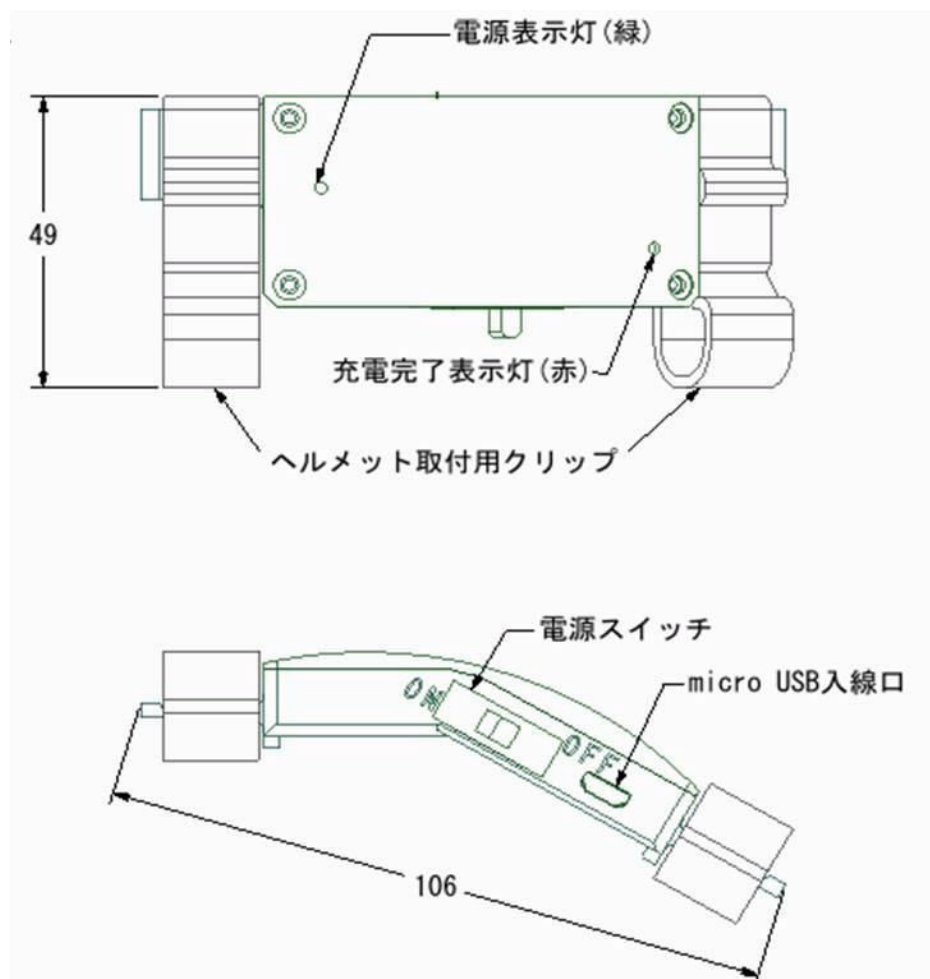 電源表示灯(緑)
49
充電完了表示灯(赤)
ヘルメット取付用クリップ
電源スイッチ
micro USB入線口
ON
OFF
106